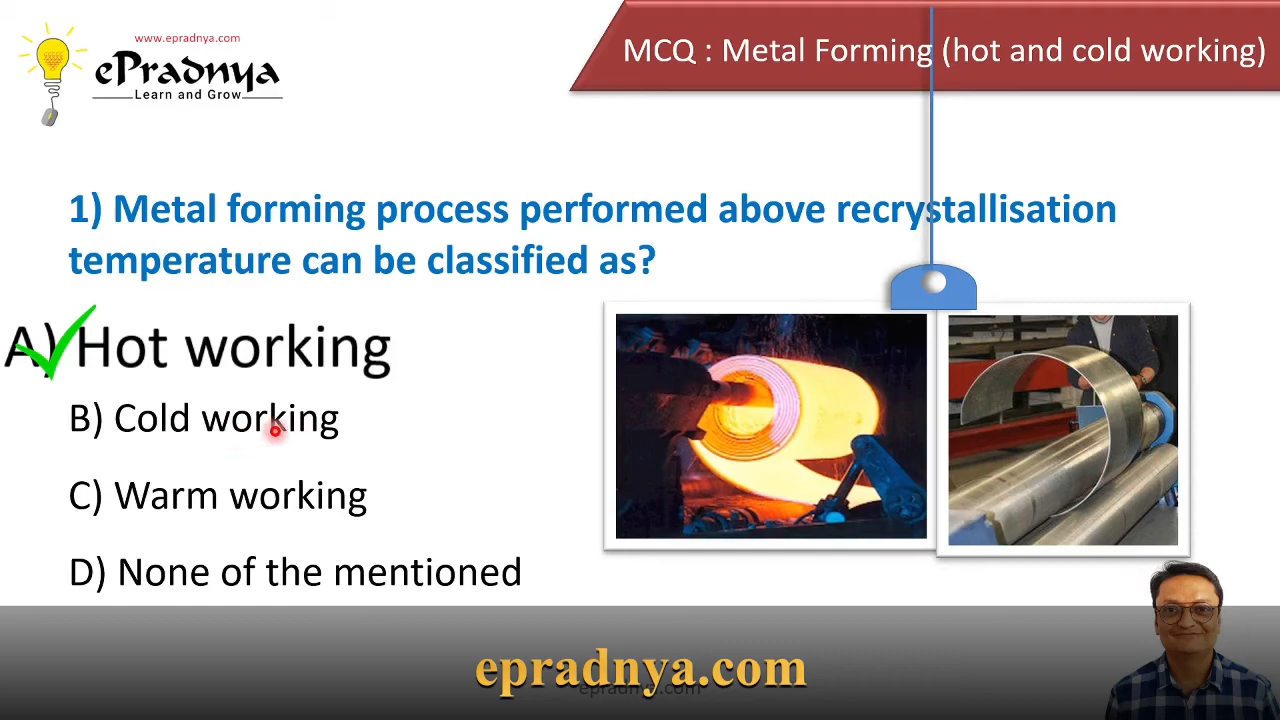 www.epradnya.com
ePradnya
Learn and Grow
MCQ : Metal Forming (hot and cold working)
1) Metal forming process performed above recrystallisation
temperature can be classified as?
A) Hot working
B) Cold working
C) Warm working
D) None of the mentioned
epradnya.com
epradnya.com